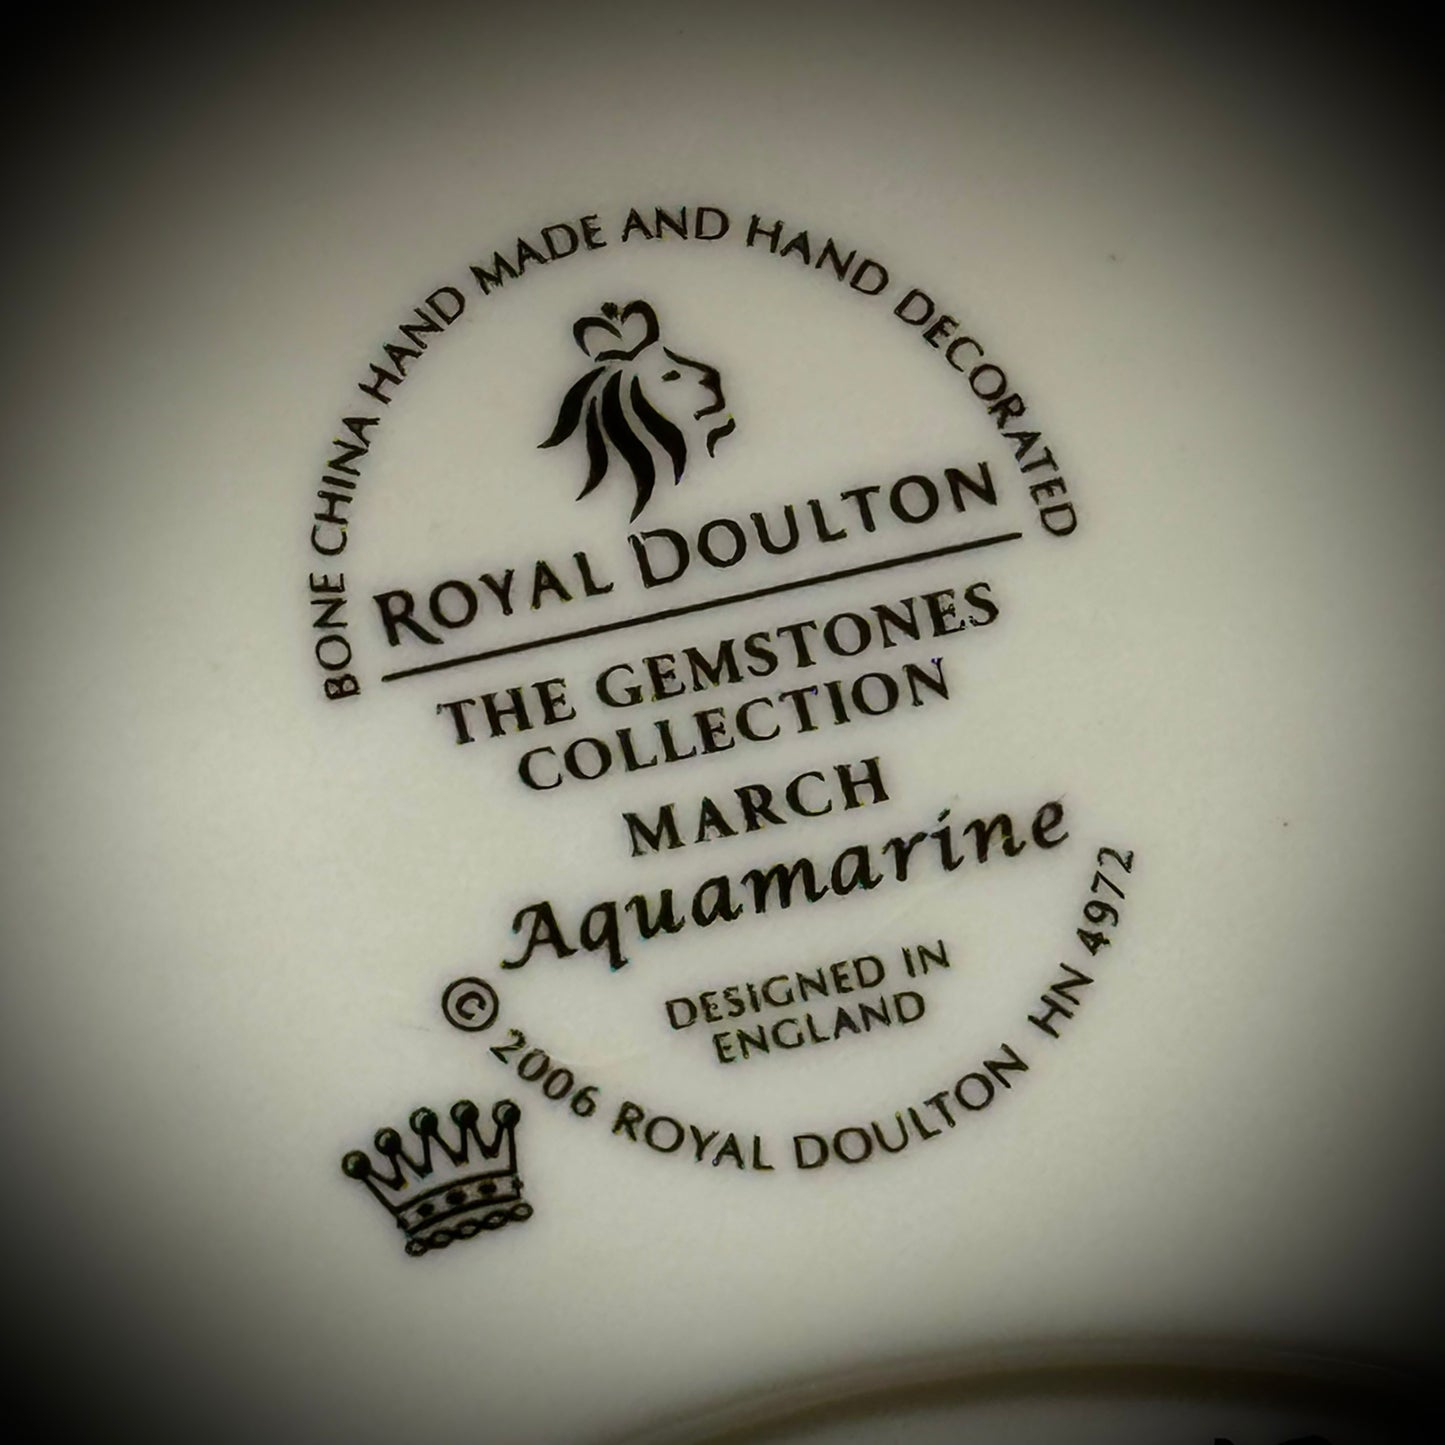 BONE CHINA HAND MADE AND HAND DECORATED
ROYAL DOULTON
THE GEMSTONES
COLLECTION
MARCH
Aquamarine
DESIGNED IN
ENGLAND
© 2006 ROYAL DOULTON HN 4972